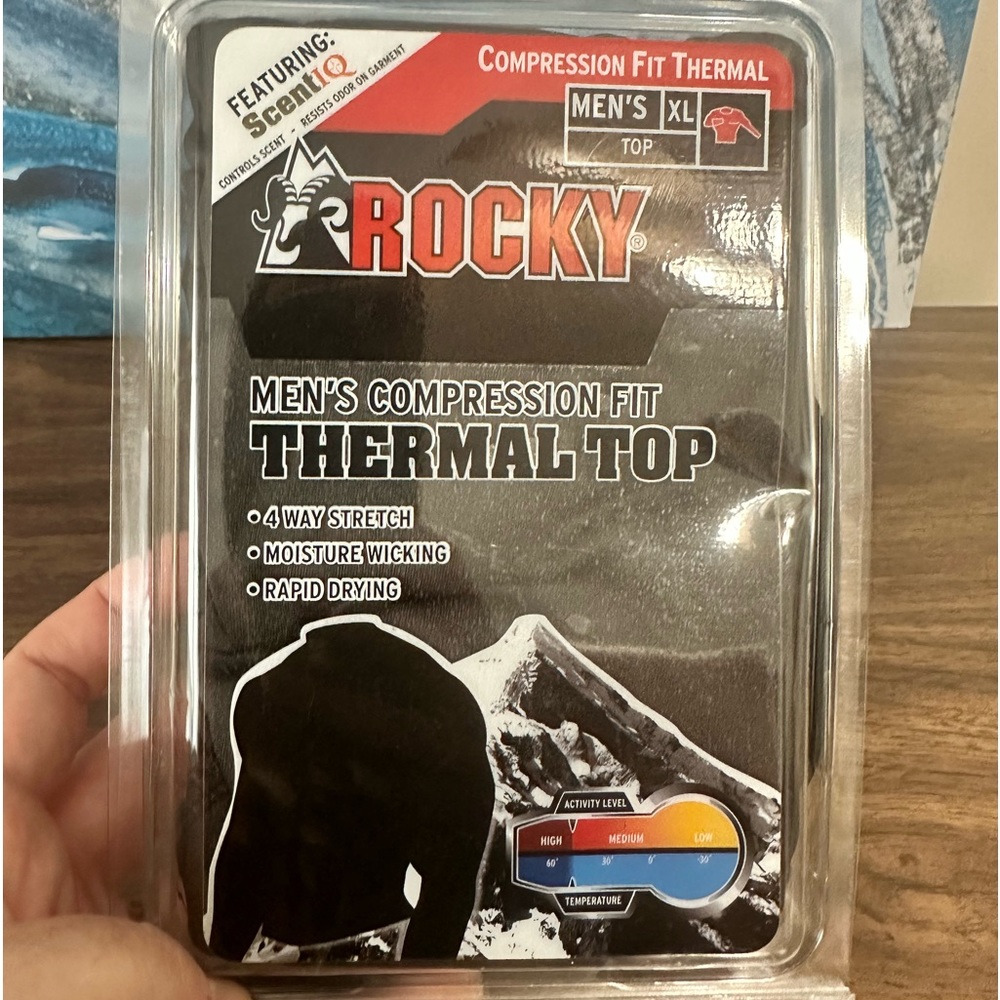 FEATURING:
ScentIQ
CONTROLS SCENT - RESISTS ODOR ON GARMENT
COMPRESSION FIT THERMAL
MEN'S XL
TOP
ROCKY®
MEN'S COMPRESSION FIT
THERMAL TOP
• 4 WAY STRETCH
• MOISTURE WICKING
• RAPID DRYING
ACTIVITY LEVEL
HIGH MEDIUM LOW
60° 30° 0° -30°
TEMPERATURE